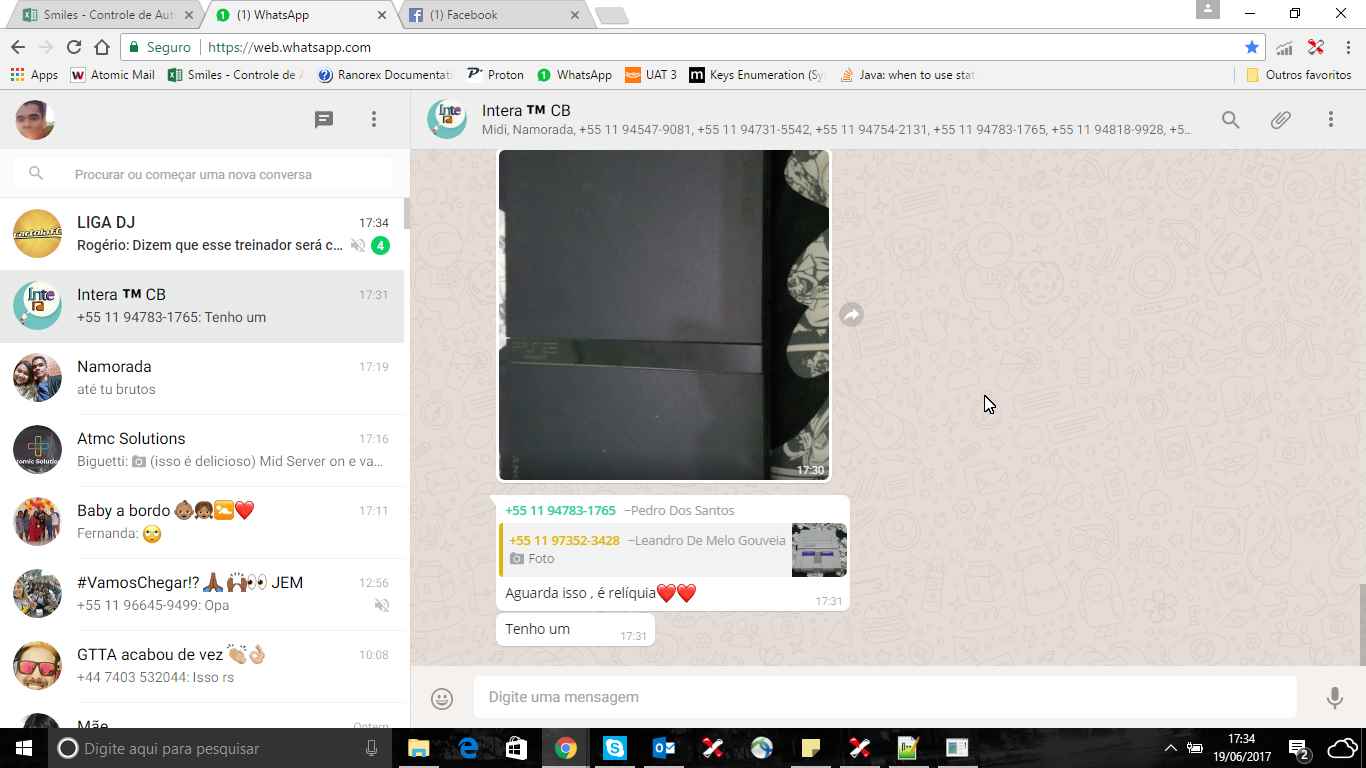 Smiles - Controle de Aut
(1) WhatsApp
(1) Facebook
Seguro
https://web.whatsapp.com
Apps
Atomic Mail
Smiles - Controle de
Ranorex Documentat
Proton
WhatsApp
UAT 3
Keys Enumeration (Sy
Java: when to use stat
Outros favoritos
Intera ™ CB
Midi, Namorada, +55 11 94547-9081, +55 11 94731-5542, +55 11 94754-2131, +55 11 94783-1765, +55 11 94818-9928, +5...
Procurar ou começar uma nova conversa
LIGA DJ 17:34
Rogério: Dizem que esse treinador será c... 4
Intera ™ CB 17:31
+55 11 94783-1765: Tenho um
Namorada 17:19
até tu brutos
Atmc Solutions 17:16
Biguetti: 📷 (isso é delicioso) Mid Server on e va...
Baby a bordo 17:11
Fernanda: 🙄
#VamosChegar!? 🙏🏾🙌🏾👀 JEM 12:56
+55 11 96645-9499: Opa
GTTA acabou de vez 👏🏼👌🏼 10:08
+44 7403 532044: Isso rs
Mãe Ontem
17:30
+55 11 94783-1765 ~Pedro Dos Santos
+55 11 97352-3428 ~Leandro De Melo Gouveia
Foto
Aguarda isso , é relíquia❤️❤️
17:31
Tenho um 17:31
Digite uma mensagem
Digite aqui para pesquisar
17:34
19/06/2017
2